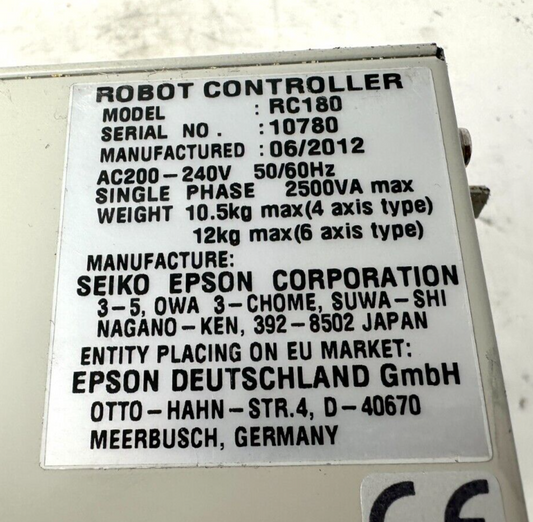 ROBOT CONTROLLER
MODEL : RC180
SERIAL NO. : 10780
MANUFACTURED : 06/2012
AC200-240V 50/60Hz
SINGLE PHASE 2500VA max
WEIGHT 10.5kg max(4 axis type)
12kg max(6 axis type)
MANUFACTURE:
SEIKO EPSON CORPORATION
3-5, OWA 3-CHOME, SUWA-SHI
NAGANO-KEN, 392-8502 JAPAN
ENTITY PLACING ON EU MARKET:
EPSON DEUTSCHLAND GmbH
OTTO-HAHN-STR.4, D-40670
MEERBUSCH, GERMANY
CE